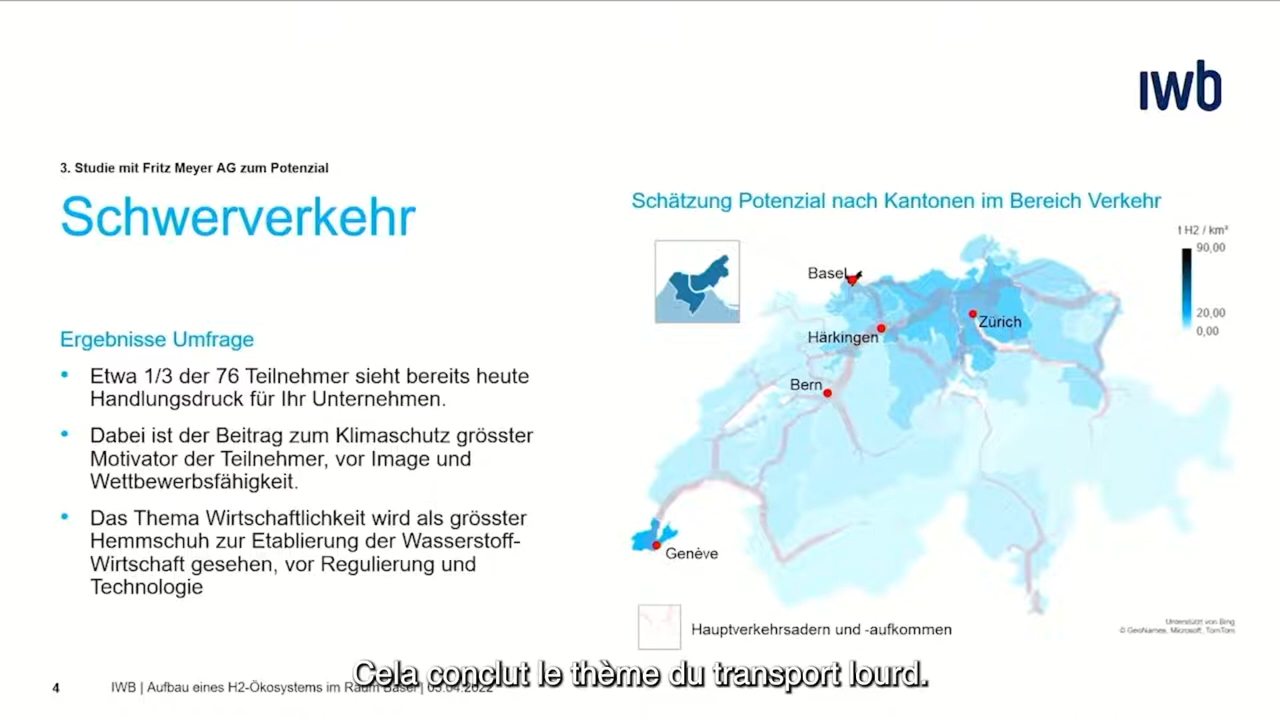 iwb
3. Studie mit Fritz Meyer AG zum Potenzial
Schwerverkehr
Ergebnisse Umfrage
• Etwa 1/3 der 76 Teilnehmer sieht bereits heute
Handlungsdruck für Ihr Unternehmen.
• Dabei ist der Beitrag zum Klimaschutz grösster
Motivator der Teilnehmer, vor Image und
Wettbewerbsfähigkeit.
• Das Thema Wirtschaftlichkeit wird als grösster
Hemmschuh zur Etablierung der Wasserstoff-
Wirtschaft gesehen, vor Regulierung und
Technologie
Schätzung Potenzial nach Kantonen im Bereich Verkehr
t H2 / km²
90,00
20,00
0,00
Basel
Zürich
Härkingen
Bern
Genève
Hauptverkehrsadern und -aufkommen
Unterstützt von Bing
© GeoNames, Microsoft, TomTom
4 IWB | Aufbau eines H2-Ökosystems im Raum Basel | 05.04.2022
Cela conclut le thème du transport lourd.